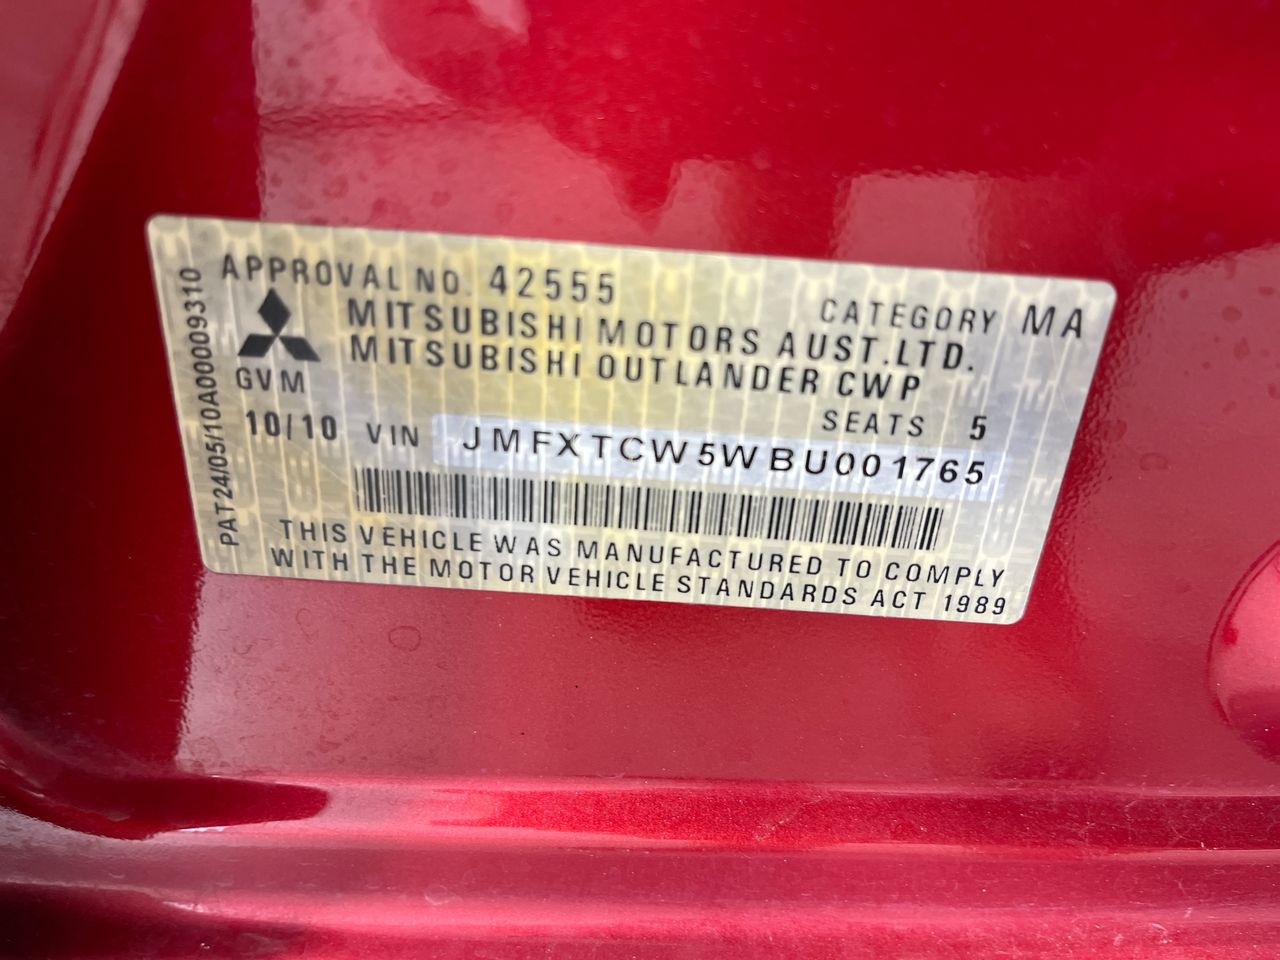 APPROVAL NO. 42555
CATEGORY MA
MITSUBISHI MOTORS AUST.LTD.
MITSUBISHI OUTLANDER CWP
GVM
SEATS 5
10/10 VIN JMFXTCW5WBU001765
THIS VEHICLE WAS MANUFACTURED TO COMPLY
WITH THE MOTOR VEHICLE STANDARDS ACT 1989
PAT24/05/10A00009310